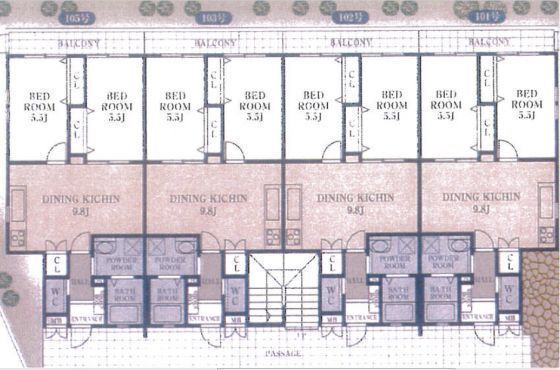 105号 103号 102号 101号
BALCONY BALCONY BALCONY BALCONY
BED ROOM 5.5J BED ROOM 5.5J BED ROOM 5.5J BED ROOM 5.5J BED ROOM 5.5J BED ROOM 5.5J BED ROOM 5.5J BED ROOM 5.5J
CL CL CL CL CL CL CL CL
DINING KICHIN 9.8J DINING KICHIN 9.8J DINING KICHIN 9.8J DINING KICHIN 9.8J
CL POWDER ROOM POWDER ROOM CL CL POWDER ROOM POWDER ROOM CL
WC HALL BATH ROOM BATH ROOM HALL WC WC HALL BATH ROOM BATH ROOM HALL WC
MB ENTRANCE ENTRANCE MB UP MB ENTRANCE ENTRANCE MB
PASSAGE